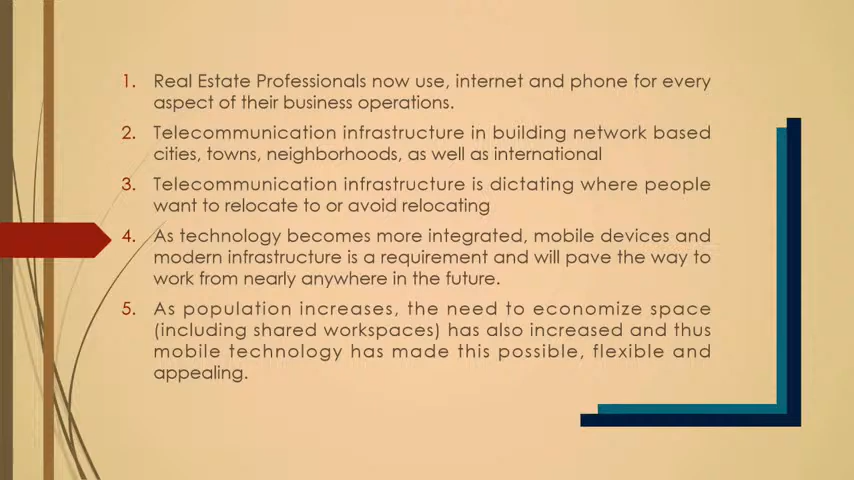 1. Real Estate Professionals now use, internet and phone for every
aspect of their business operations.
2. Telecommunication infrastructure in building network based
cities, towns, neighborhoods, as well as international
3. Telecommunication infrastructure is dictating where people
want to relocate to or avoid relocating
4. As technology becomes more integrated, mobile devices and
modern infrastructure is a requirement and will pave the way to
work from nearly anywhere in the future.
5. As population increases, the need to economize space
(including shared workspaces) has also increased and thus
mobile technology has made this possible, flexible and
appealing.